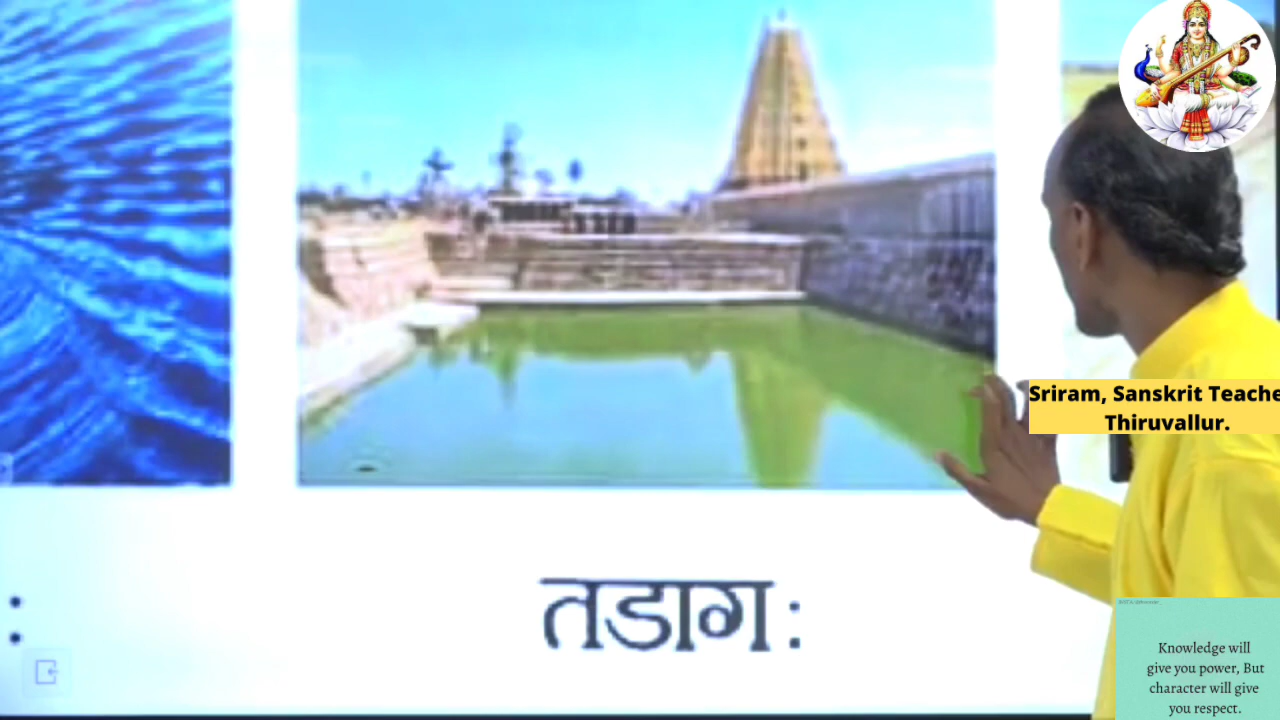 Sriram, Sanskrit Teache
Thiruvallur.
तडागः
:
Knowledge will
give you power, But
character will give
you respect.